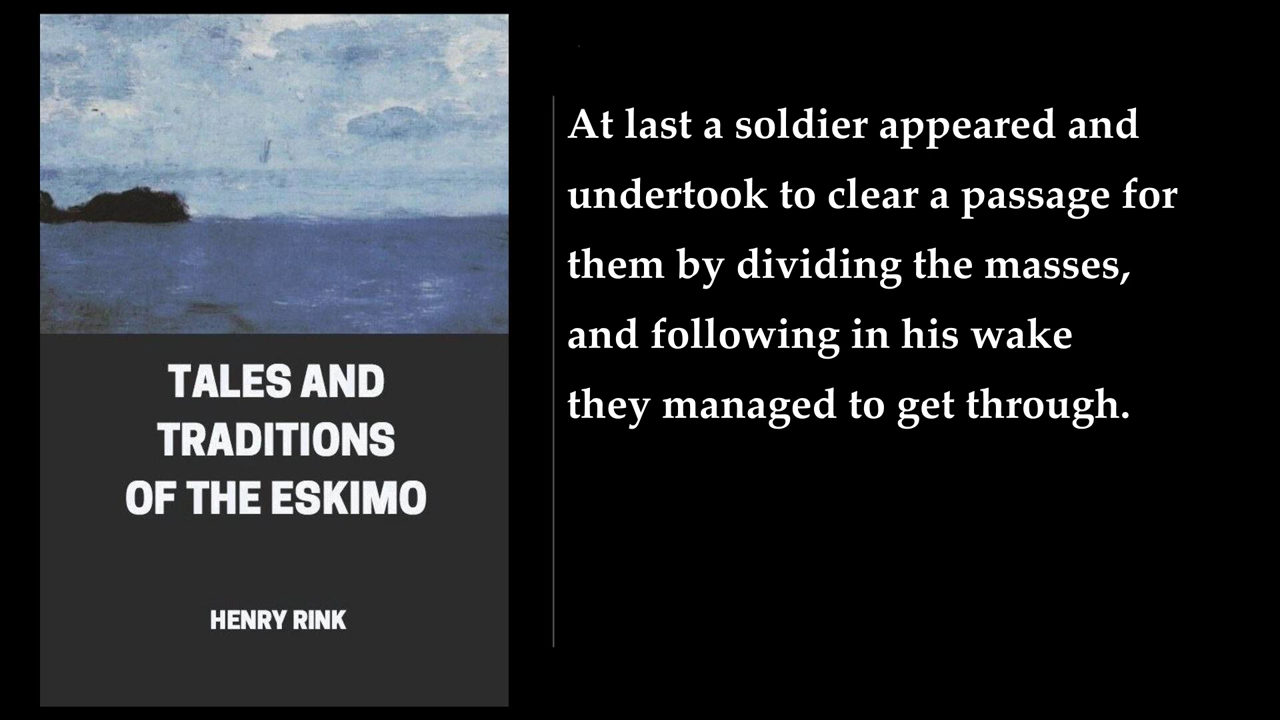 TALES AND
TRADITIONS
OF THE ESKIMO
HENRY RINK
At last a soldier appeared and
undertook to clear a passage for
them by dividing the masses,
and following in his wake
they managed to get through.